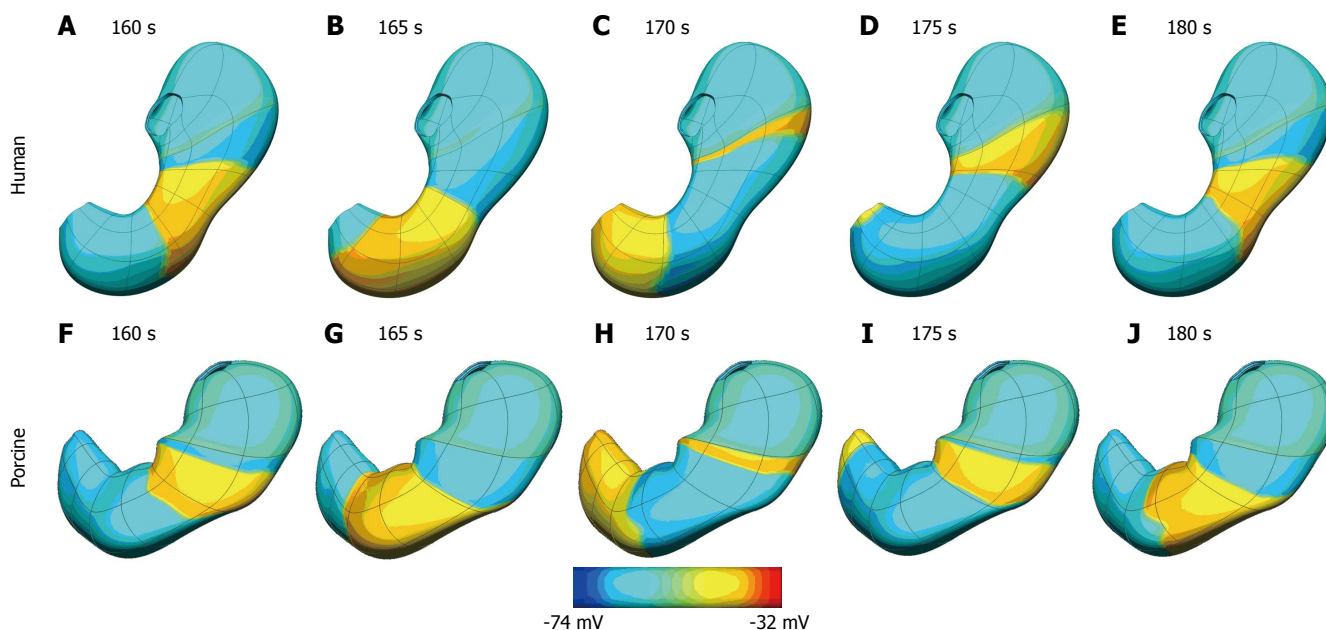 A 160 s B 165 s C 170 s D 175 s E 180 s
Human
F 160 s G 165 s H 170 s I 175 s J 180 s
Porcine
-74 mV -32 mV